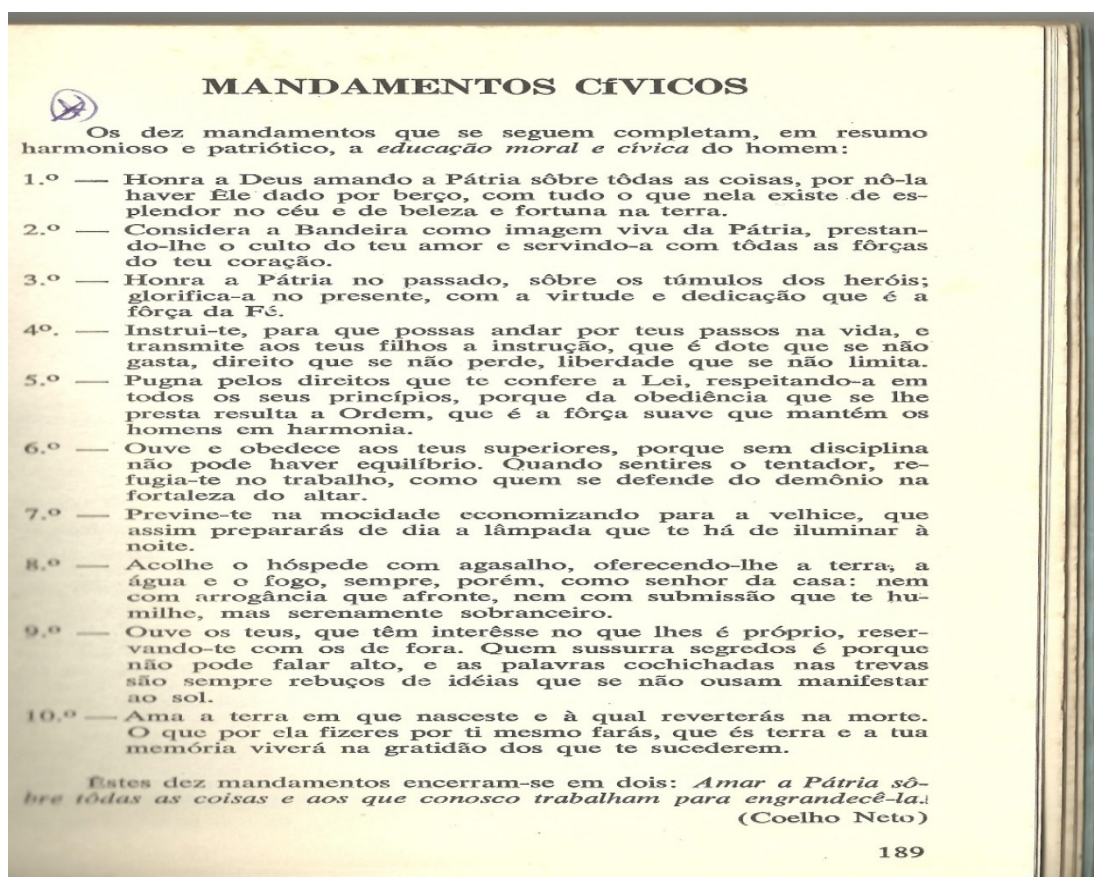 MANDAMENTOS CíVICOS
Os dez mandamentos que se seguem completam, em resumo
harmonioso e patriótico, a educação moral e cívica do homem:
1.º — Honra a Deus amando a Pátria sôbre tôdas as coisas, por nô-la
haver Êle dado por berço, com tudo o que nela existe de es-
plendor no céu e de beleza e fortuna na terra.
2.º — Considera a Bandeira como imagem viva da Pátria, prestan-
do-lhe o culto do teu amor e servindo-a com tôdas as fôrças
do teu coração.
3.º — Honra a Pátria no passado, sôbre os túmulos dos heróis;
glorifica-a no presente, com a virtude e dedicação que é a
fôrça da Fé.
4º. — Instrui-te, para que possas andar por teus passos na vida, e
transmite aos teus filhos a instrução, que é dote que se não
gasta, direito que se não perde, liberdade que se não limita.
5.º — Pugna pelos direitos que te confere a Lei, respeitando-a em
todos os seus princípios, porque da obediência que se lhe
presta resulta a Ordem, que é a fôrça suave que mantém os
homens em harmonia.
6.º — Ouve e obedece aos teus superiores, porque sem disciplina
não pode haver equilíbrio. Quando sentires o tentador, re-
fugia-te no trabalho, como quem se defende do demônio na
fortaleza do altar.
7.º — Previne-te na mocidade economizando para a velhice, que
assim prepararás de dia a lâmpada que te há de iluminar à
noite.
8.º — Acolhe o hóspede com agasalho, oferecendo-lhe a terra, a
água e o fogo, sempre, porém, como senhor da casa: nem
com arrogância que afronte, nem com submissão que te hu-
milhe, mas serenamente sobranceiro.
9.º — Ouve os teus, que têm interêsse no que lhes é próprio, reser-
vando-te com os de fora. Quem sussurra segredos é porque
não pode falar alto, e as palavras cochichadas nas trevas
são sempre rebuços de idéias que se não ousam manifestar
ao sol.
10.º — Ama a terra em que nasceste e à qual reverterás na morte.
O que por ela fizeres por ti mesmo farás, que és terra e a tua
memória viverá na gratidão dos que te sucederem.
Êstes dez mandamentos encerram-se em dois: Amar a Pátria sô-
bre tôdas as coisas e aos que conosco trabalham para engrandecê-la.
(Coelho Neto)
189